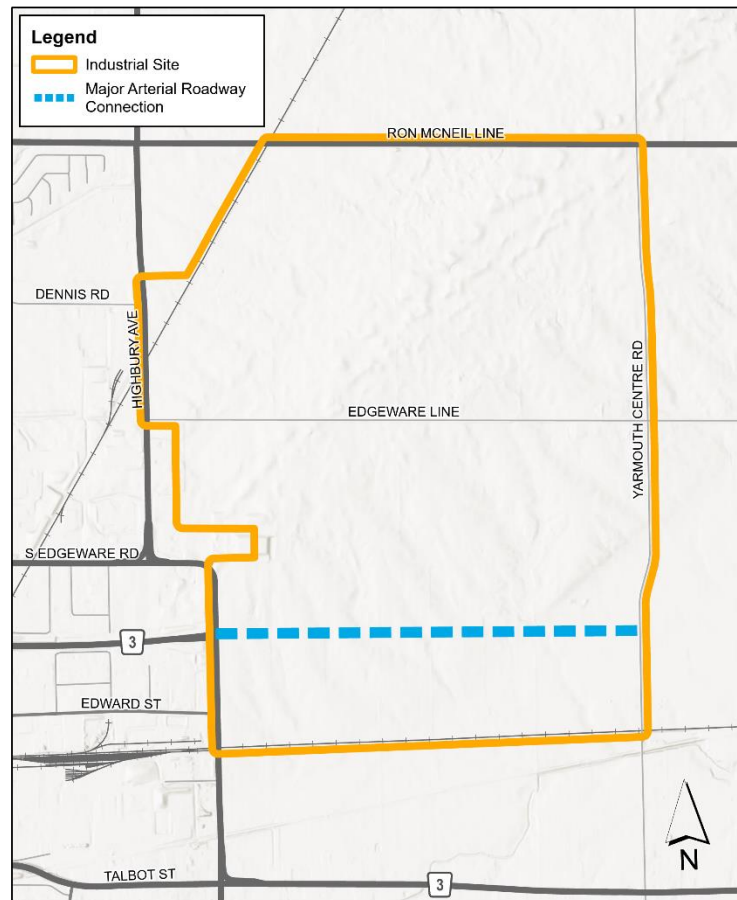 Legend
Industrial Site
Major Arterial Roadway
Connection
RON MCNEIL LINE
DENNIS RD
HIGHBURY AVE
EDGEWARE LINE
YARMOUTH CENTRE RD
S EDGEWARE RD
3
EDWARD ST
TALBOT ST
3
N